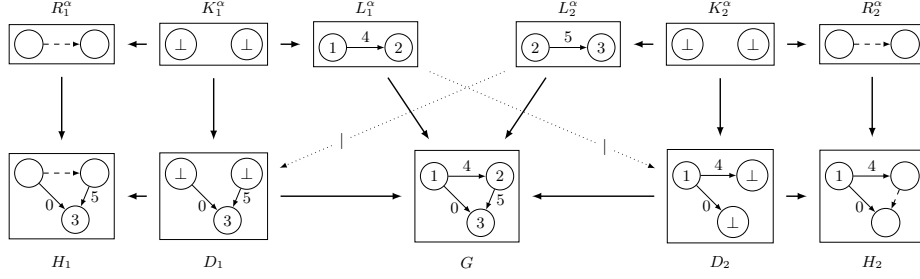 R₁^α K₁^α L₁^α L₂^α K₂^α R₂^α
⊥ ⊥ 1 4 2 2 5 3 ⊥ ⊥
| |
0 5 3
⊥ ⊥ 0 5 3
1 4 2 0 5 3
1 4 ⊥ 0 ⊥
1 4 0
H₁ D₁ G D₂ H₂